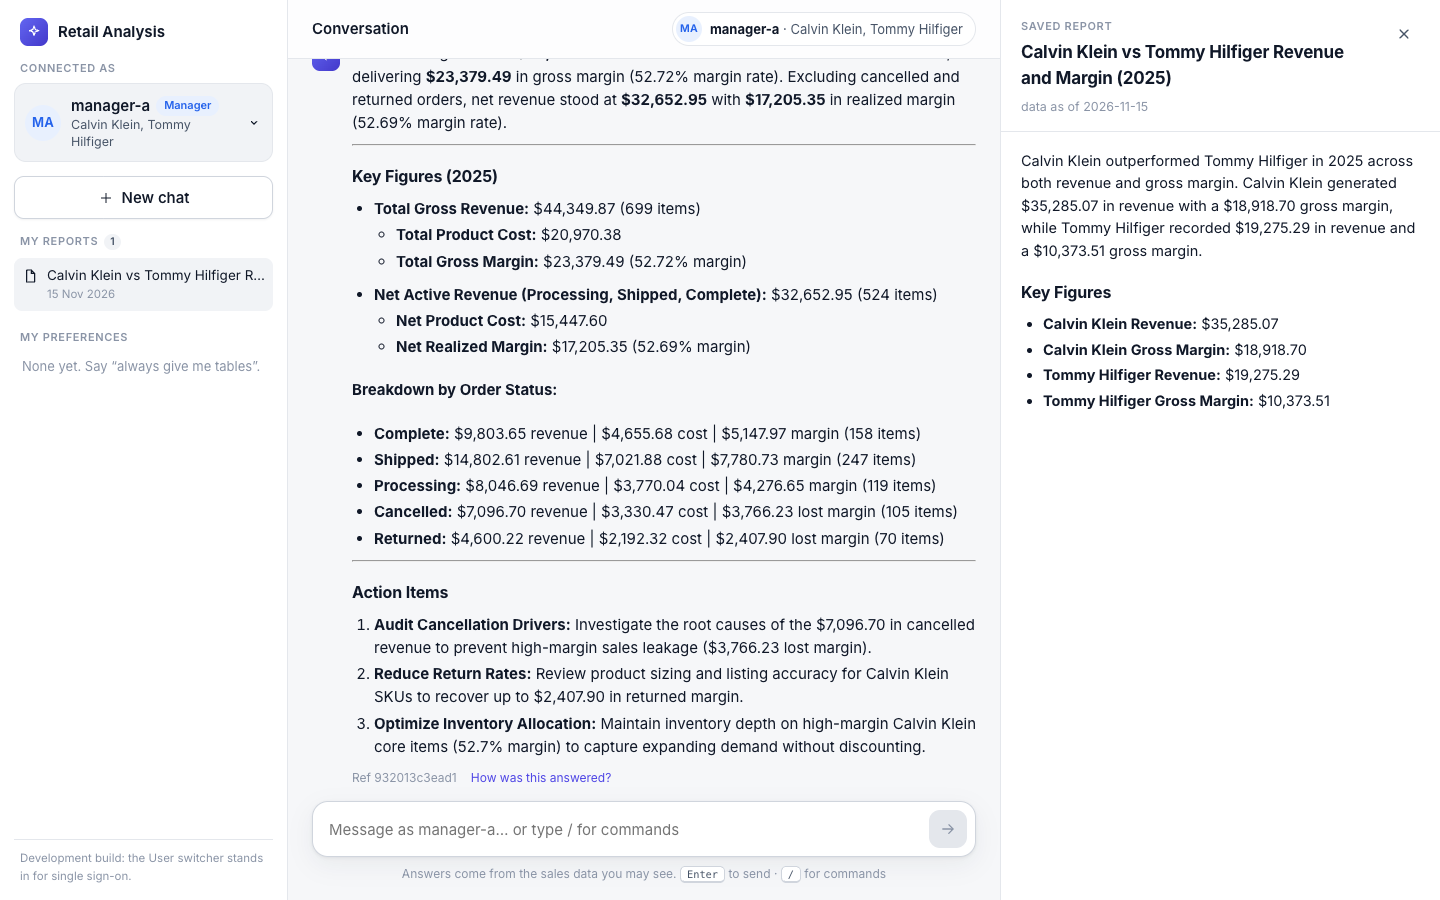 Retail Analysis
CONNECTED AS
MA
manager-a Manager
Calvin Klein, Tommy
Hilfiger
New chat
MY REPORTS 1
Calvin Klein vs Tommy Hilfiger R...
15 Nov 2026
MY PREFERENCES
None yet. Say “always give me tables”.
Development build: the User switcher stands
in for single sign-on.
Conversation
MA manager-a · Calvin Klein, Tommy Hilfiger
delivering $23,379.49 in gross margin (52.72% margin rate). Excluding cancelled and
returned orders, net revenue stood at $32,652.95 with $17,205.35 in realized margin
(52.69% margin rate).
Key Figures (2025)
• Total Gross Revenue: $44,349.87 (699 items)
◦ Total Product Cost: $20,970.38
◦ Total Gross Margin: $23,379.49 (52.72% margin)
• Net Active Revenue (Processing, Shipped, Complete): $32,652.95 (524 items)
◦ Net Product Cost: $15,447.60
◦ Net Realized Margin: $17,205.35 (52.69% margin)
Breakdown by Order Status:
• Complete: $9,803.65 revenue | $4,655.68 cost | $5,147.97 margin (158 items)
• Shipped: $14,802.61 revenue | $7,021.88 cost | $7,780.73 margin (247 items)
• Processing: $8,046.69 revenue | $3,770.04 cost | $4,276.65 margin (119 items)
• Cancelled: $7,096.70 revenue | $3,330.47 cost | $3,766.23 lost margin (105 items)
• Returned: $4,600.22 revenue | $2,192.32 cost | $2,407.90 lost margin (70 items)
Action Items
1. Audit Cancellation Drivers: Investigate the root causes of the $7,096.70 in cancelled
revenue to prevent high-margin sales leakage ($3,766.23 lost margin).
2. Reduce Return Rates: Review product sizing and listing accuracy for Calvin Klein
SKUs to recover up to $2,407.90 in returned margin.
3. Optimize Inventory Allocation: Maintain inventory depth on high-margin Calvin Klein
core items (52.7% margin) to capture expanding demand without discounting.
Ref 932013c3ead1 How was this answered?
Message as manager-a... or type / for commands
Answers come from the sales data you may see. Enter to send · / for commands
SAVED REPORT
Calvin Klein vs Tommy Hilfiger Revenue
and Margin (2025)
data as of 2026-11-15
Calvin Klein outperformed Tommy Hilfiger in 2025 across
both revenue and gross margin. Calvin Klein generated
$35,285.07 in revenue with a $18,918.70 gross margin,
while Tommy Hilfiger recorded $19,275.29 in revenue and
a $10,373.51 gross margin.
Key Figures
• Calvin Klein Revenue: $35,285.07
• Calvin Klein Gross Margin: $18,918.70
• Tommy Hilfiger Revenue: $19,275.29
• Tommy Hilfiger Gross Margin: $10,373.51